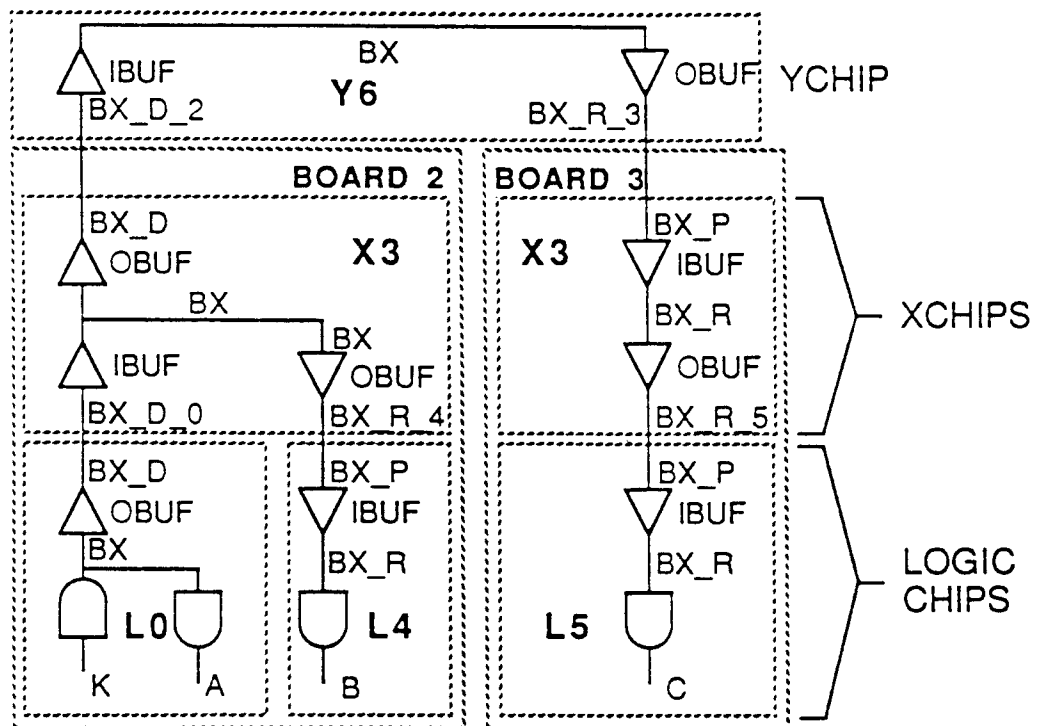 BX
IBUF
OBUF
YCHIP
Y6
BX_D_2
BX_R_3
BOARD 2
BOARD 3
BX_D
BX_P
OBUF
X3
X3
IBUF
BX
BX_R
XCHIPS
BX
IBUF
OBUF
OBUF
BX_D_0
BX_R_4
BX_R_5
BX_D
BX_P
BX_P
OBUF
IBUF
IBUF
BX
BX_R
BX_R
LOGIC
CHIPS
L0
L4
L5
K
A
B
C